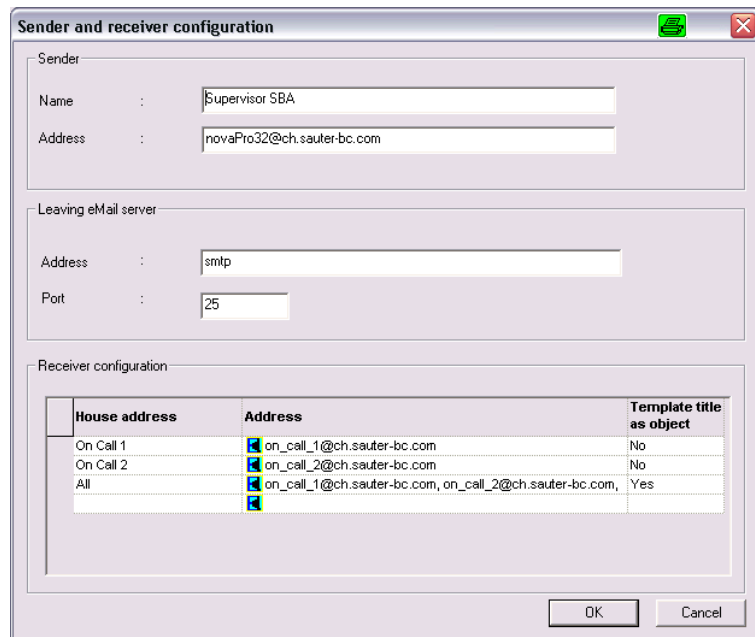 Sender and receiver configuration
Sender
Name : Supervisor SBA
Address : novaPro32@ch.sauter-bc.com
Leaving eMail server
Address : smtp
Port : 25
Receiver configuration
House address Address Template title as object
On Call 1 on_call_1@ch.sauter-bc.com No
On Call 2 on_call_2@ch.sauter-bc.com No
All on_call_1@ch.sauter-bc.com, on_call_2@ch.sauter-bc.com, Yes
OK Cancel